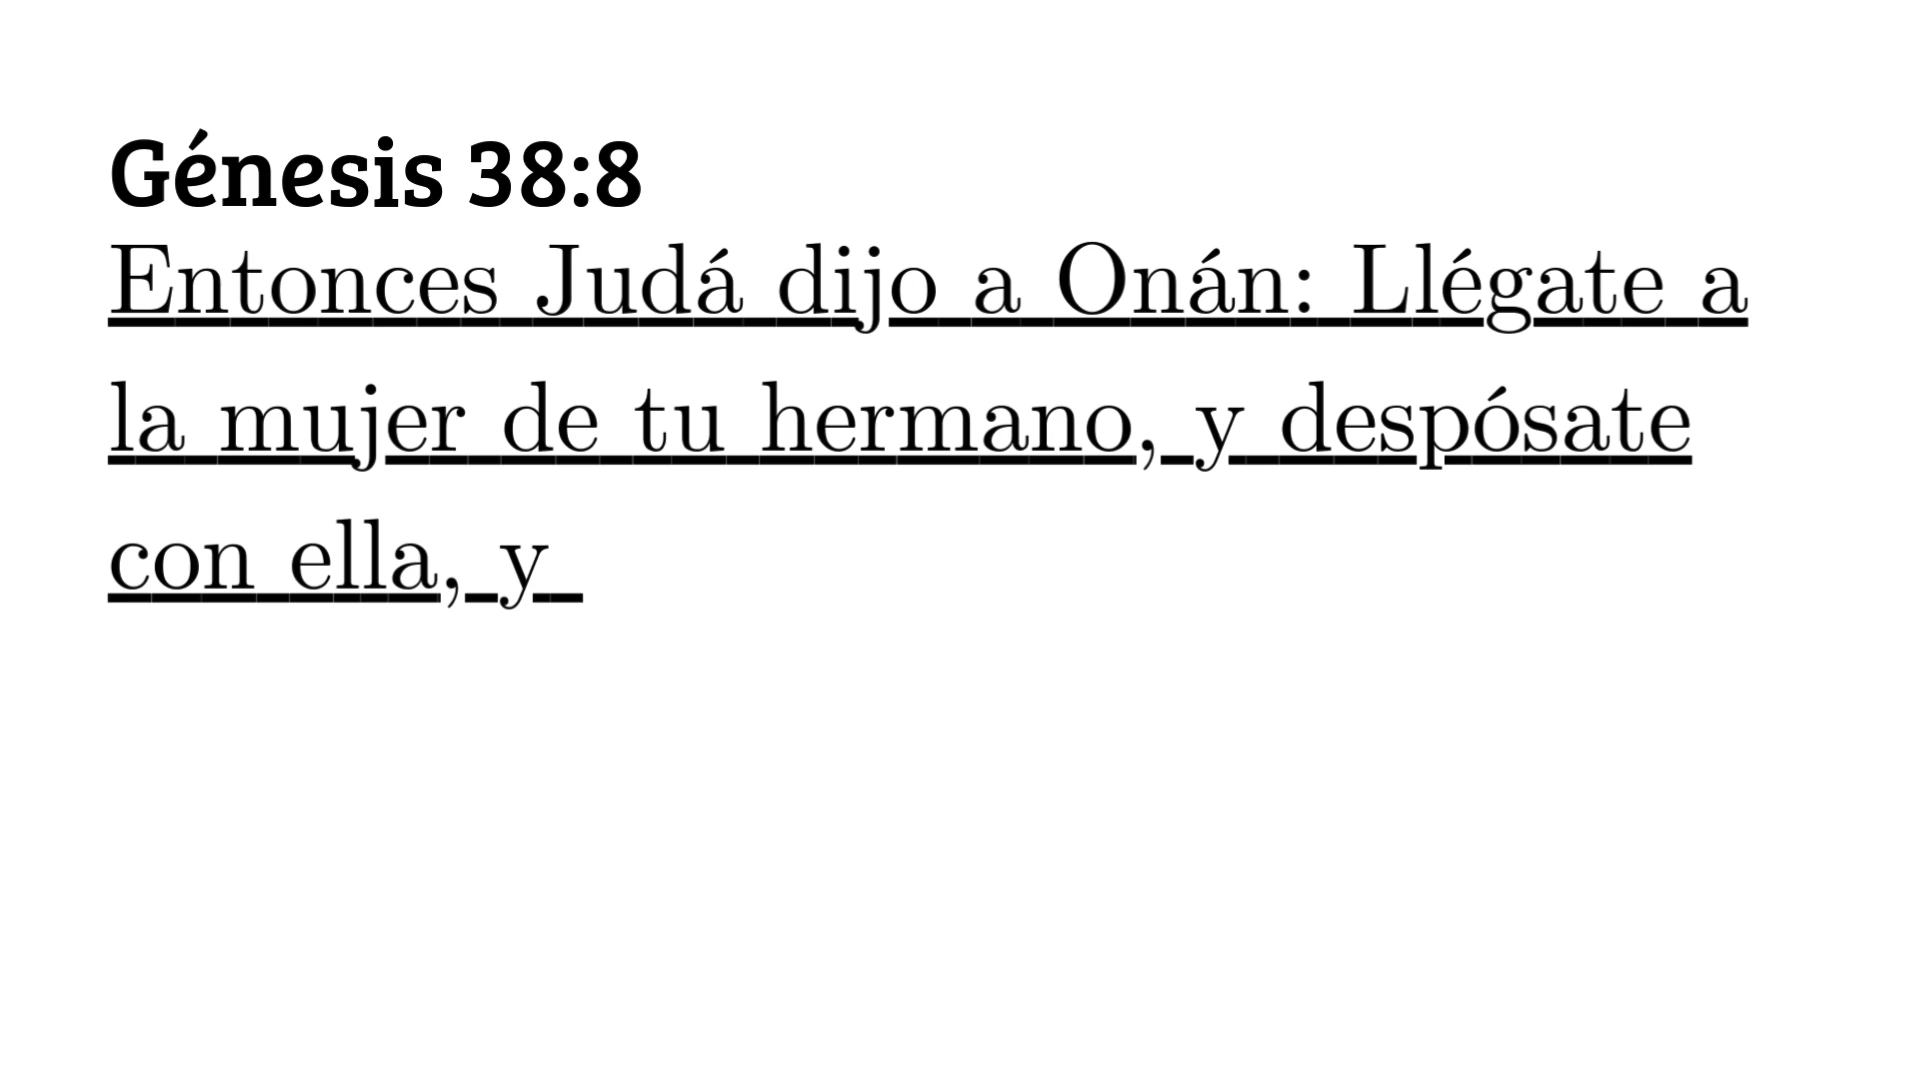 Génesis 38:8
Entonces Judá dijo a Onán: Llégate a
la mujer de tu hermano, y despósate
con ella, y